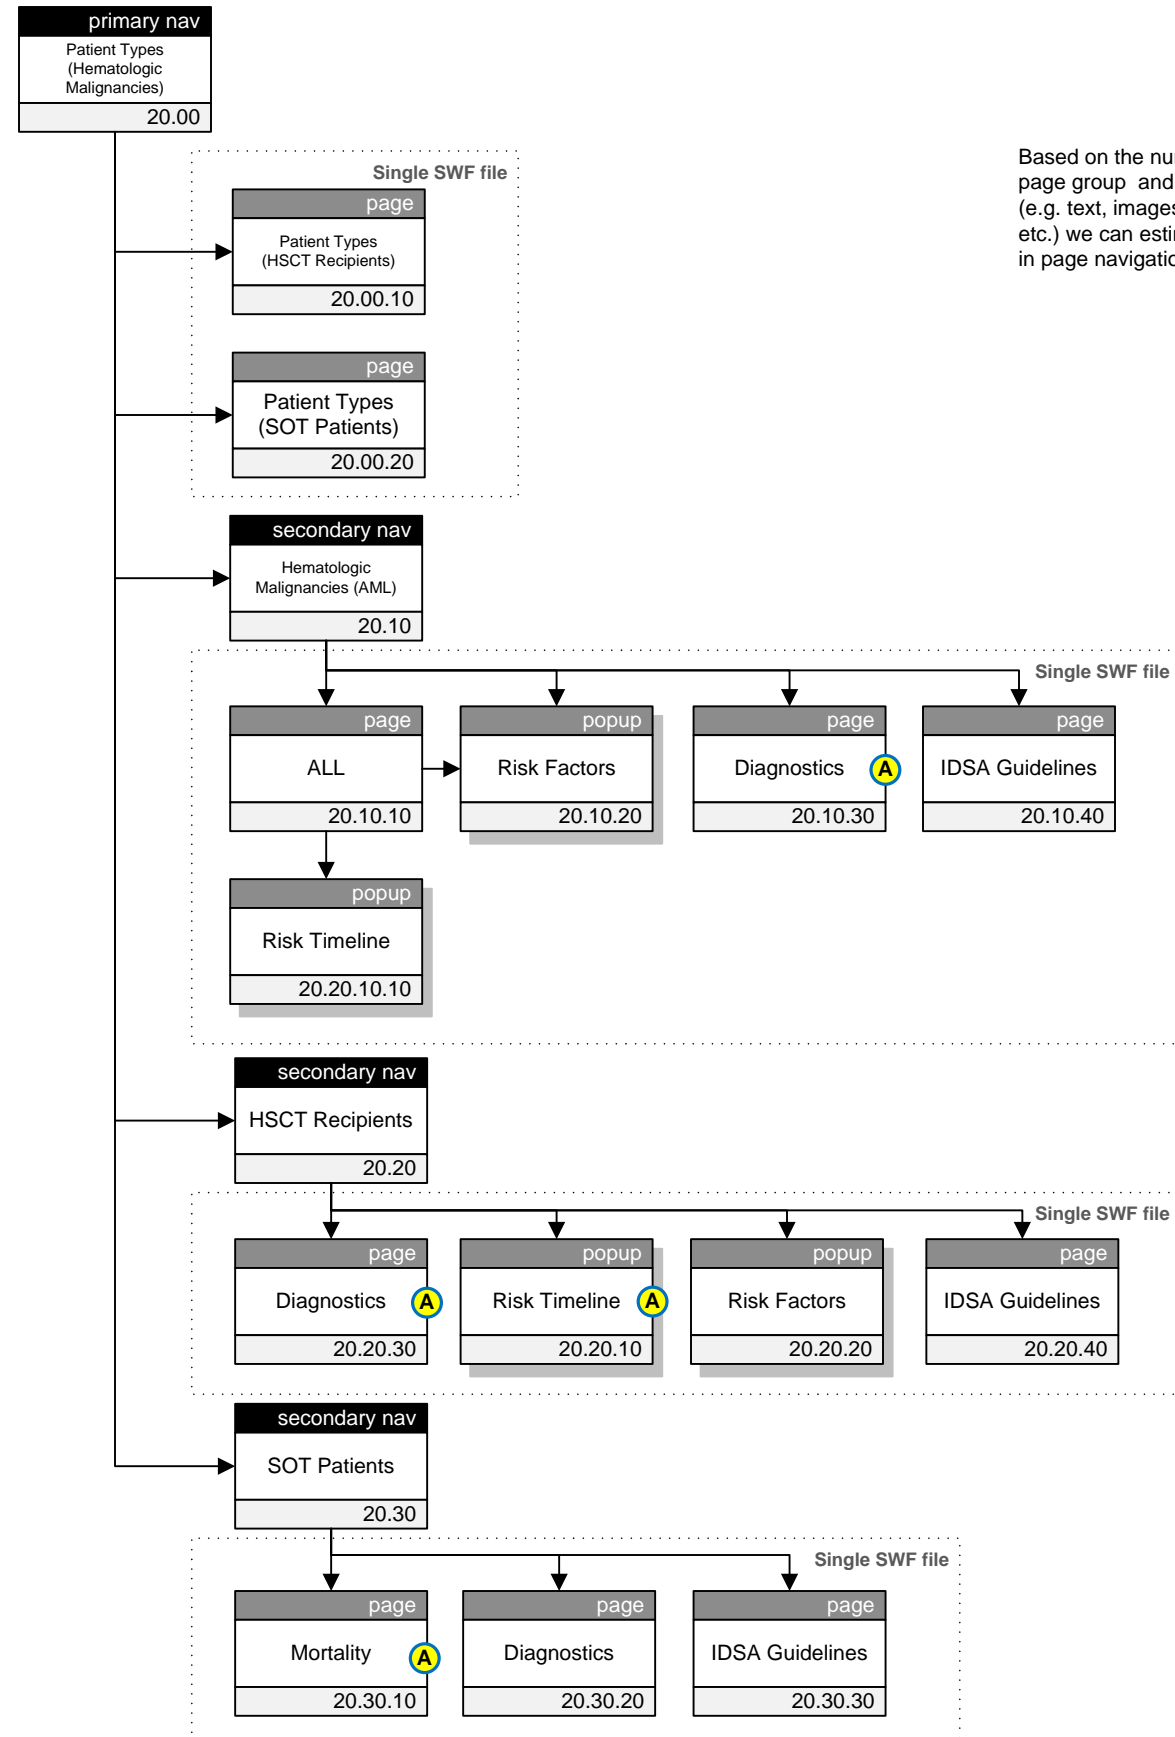 primary nav
Patient Types
(Hematologic
Malignancies)
20.00
Single SWF file
page
Patient Types
(HSCT Recipients)
20.00.10
page
Patient Types
(SOT Patients)
20.00.20
Based on the nu
page group and
(e.g. text, images
etc.) we can esti
in page navigatio
secondary nav
Hematologic
Malignancies (AML)
20.10
Single SWF file
page
ALL
20.10.10
popup
Risk Factors
20.10.20
page
Diagnostics
A
20.10.30
page
IDSA Guidelines
20.10.40
popup
Risk Timeline
20.20.10.10
secondary nav
HSCT Recipients
20.20
Single SWF file
page
Diagnostics
A
20.20.30
popup
Risk Timeline
A
20.20.10
popup
Risk Factors
20.20.20
page
IDSA Guidelines
20.20.40
secondary nav
SOT Patients
20.30
Single SWF file
page
Mortality
A
20.30.10
page
Diagnostics
20.30.20
page
IDSA Guidelines
20.30.30